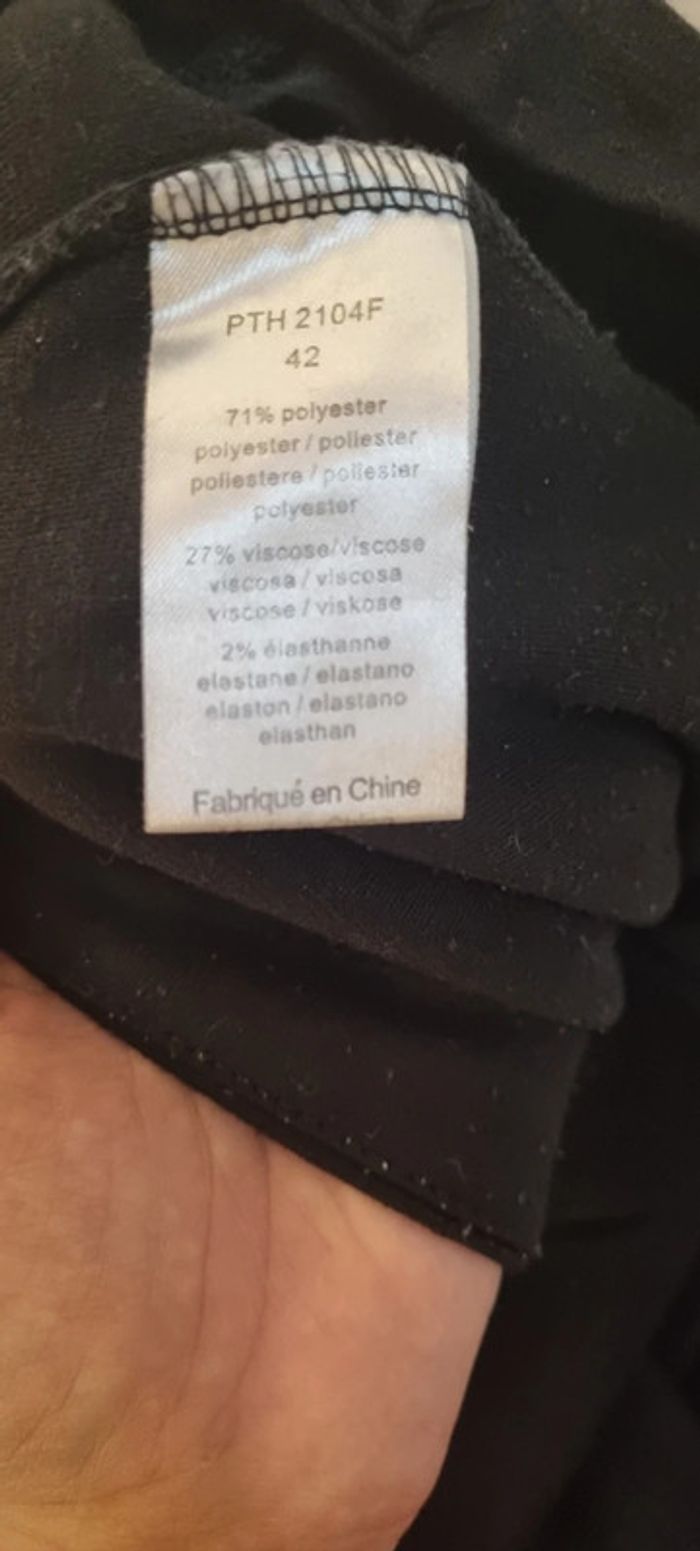 PTH 2104F
42
71% polyester
polyester / poliester
poliestere / poliester
polyester
27% viscose/viscose
viscosa / viscosa
viscose / viskose
2% élasthanne
elastane / elastano
elaston / elastano
elasthan
Fabriqué en Chine